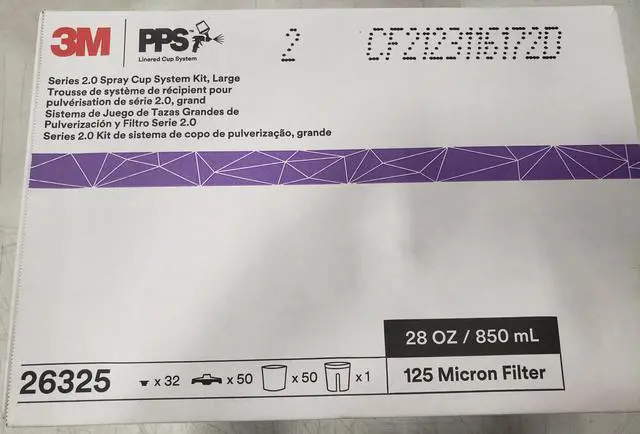 3M PPS™ 2 CF21231161720
Linered Cup System
Series 2.0 Spray Cup System Kit, Large
Trousse de système de récipient pour
pulvérisation de série 2.0, grand
Sistema de Juego de Tazas Grandes de
Pulverización y Filtro Serie 2.0
Series 2.0 Kit de sistema de copo de pulverização, grande
28 OZ / 850 mL
26325 x 32 x 50 x 50 x 1 125 Micron Filter